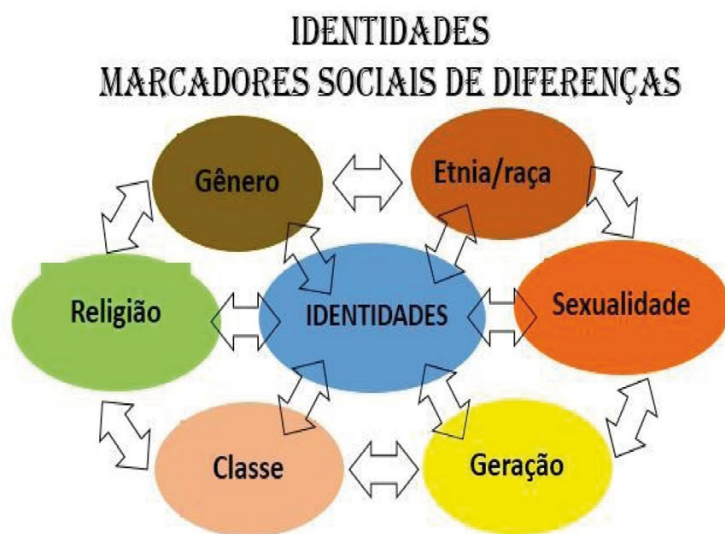 IDENTIDADES
MARCADORES SOCIAIS DE DIFERENÇAS
Gênero
Etnia/raça
Religião
IDENTIDADES
Sexualidade
Classe
Geração